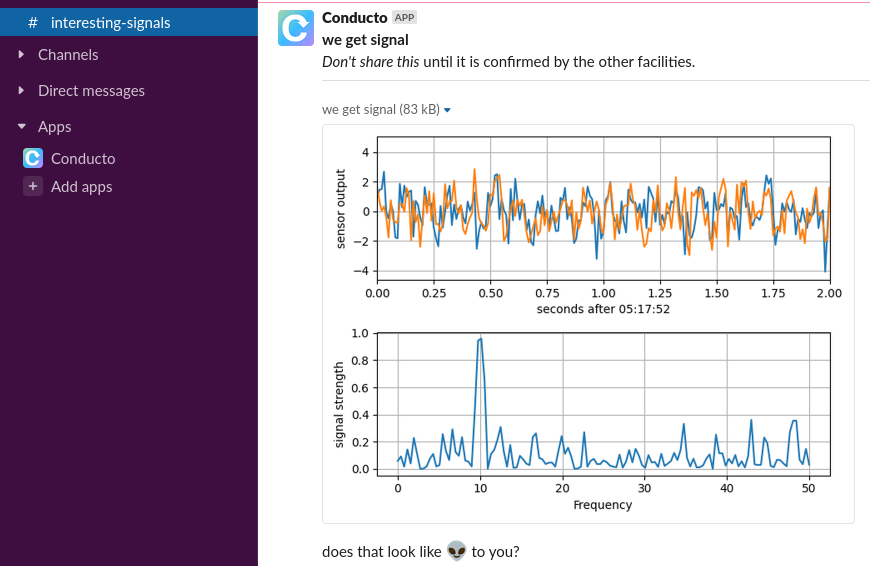 # interesting-signals
Channels
Direct messages
Apps
Conducto
+ Add apps
Conducto APP
we get signal
Don't share this until it is confirmed by the other facilities.
we get signal (83 kB)
4
2
0
−2
−4
sensor output
0.00 0.25 0.50 0.75 1.00 1.25 1.50 1.75 2.00
seconds after 05:17:52
1.0
0.8
0.6
0.4
0.2
0.0
signal strength
0 10 20 30 40 50
Frequency
does that look like 👽 to you?